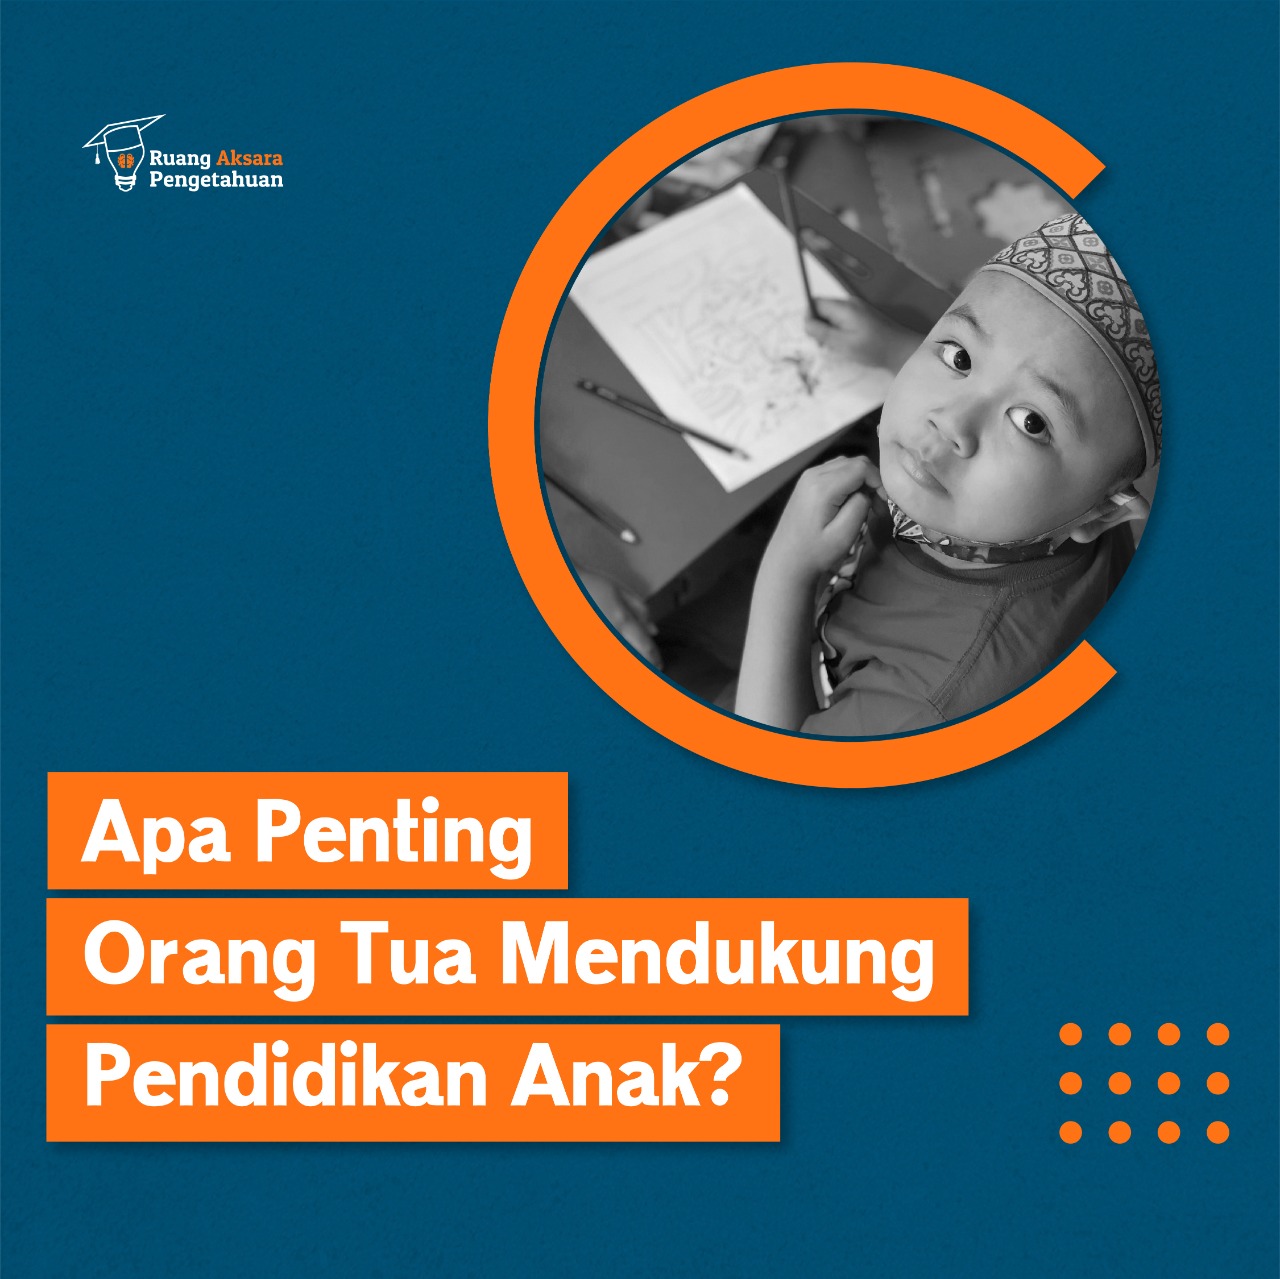 Ruang Aksara
Pengetahuan
Apa Penting
Orang Tua Mendukung
Pendidikan Anak?